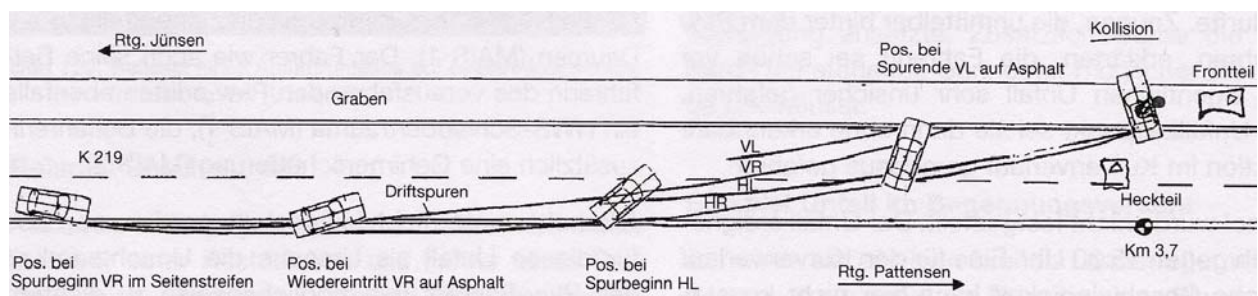 Rtg. Jünsen
Kollision
Pos. bei
Spurende VL auf Asphalt
Frontteil
Graben
K 219
VL
VR
HL
HR
Driftspuren
Heckteil
Km 3,7
Pos. bei
Spurbeginn VR im Seitenstreifen
Pos. bei
Wiedereintritt VR auf Asphalt
Pos. bei
Spurbeginn HL
Rtg. Pattensen